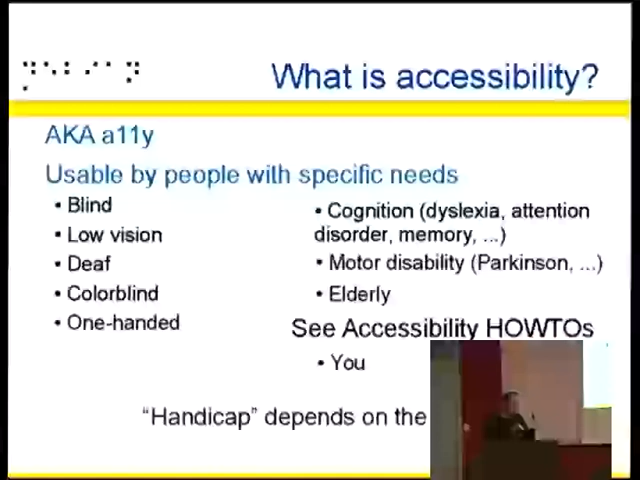 What is accessibility?
AKA a11y
Usable by people with specific needs
• Blind
• Low vision
• Deaf
• Colorblind
• One-handed
• Cognition (dyslexia, attention
disorder, memory, ...)
• Motor disability (Parkinson, ...)
• Elderly
See Accessibility HOWTOs
• You
“Handicap” depends on the